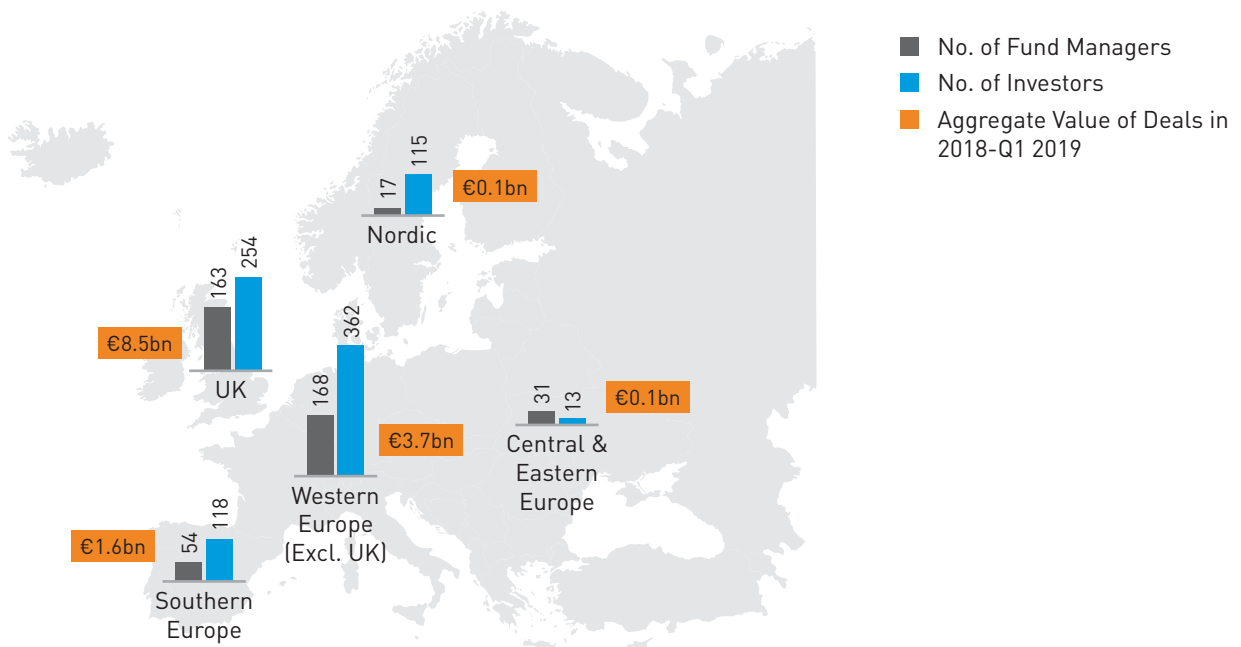 No. of Fund Managers
No. of Investors
Aggregate Value of Deals in
2018-Q1 2019
17
115
€0.1bn
Nordic
163
254
€8.5bn
UK
168
362
€3.7bn
Western
Europe
(Excl. UK)
31
13
€0.1bn
Central &
Eastern
Europe
54
118
€1.6bn
Southern
Europe